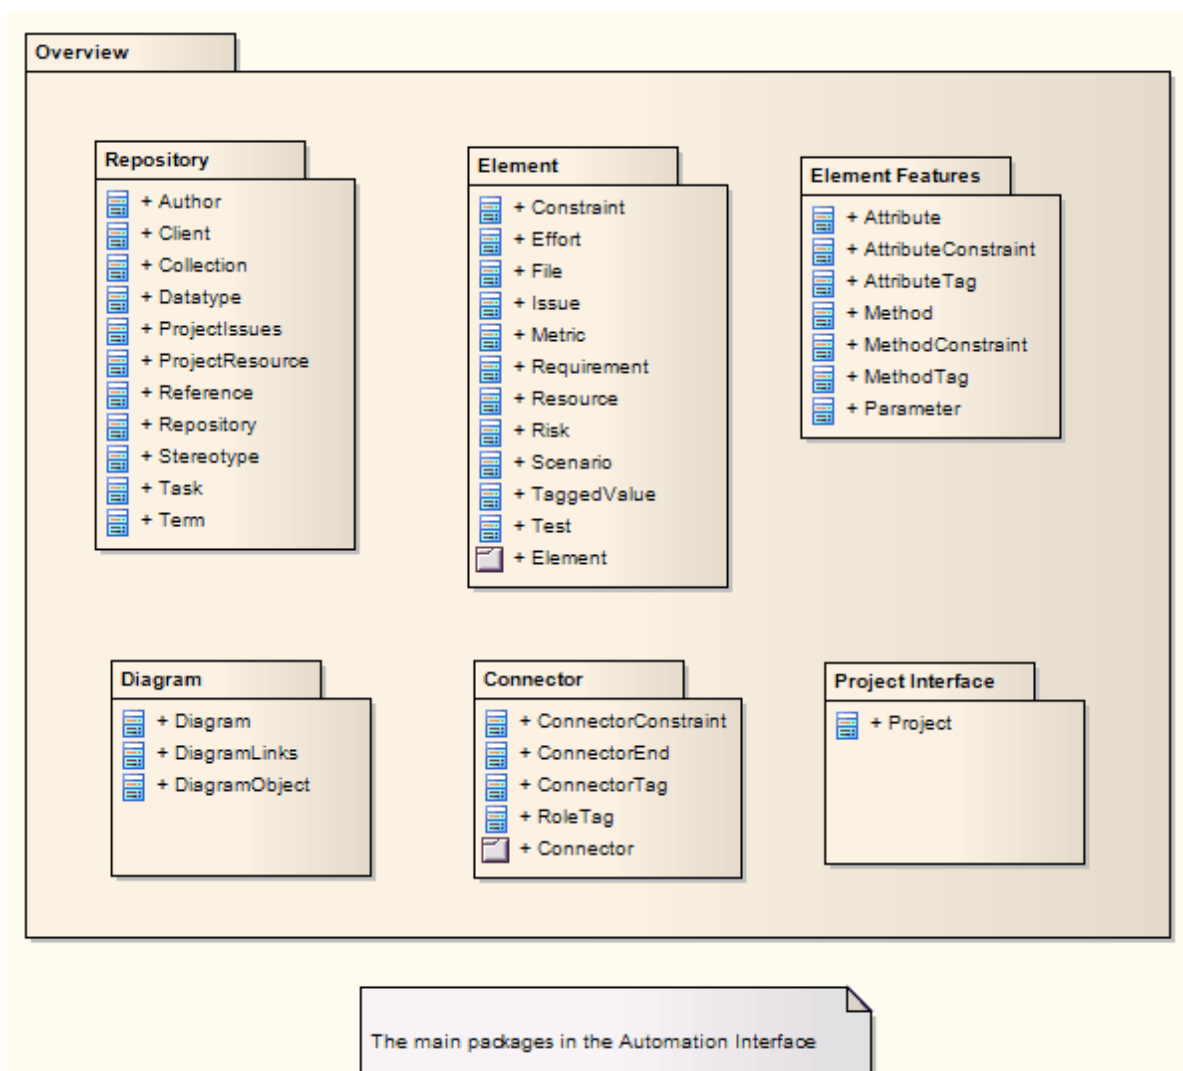 Overview
Repository
+ Author
+ Client
+ Collection
+ Datatype
+ ProjectIssues
+ ProjectResource
+ Reference
+ Repository
+ Stereotype
+ Task
+ Term
Element
+ Constraint
+ Effort
+ File
+ Issue
+ Metric
+ Requirement
+ Resource
+ Risk
+ Scenario
+ TaggedValue
+ Test
+ Element
Element Features
+ Attribute
+ AttributeConstraint
+ AttributeTag
+ Method
+ MethodConstraint
+ MethodTag
+ Parameter
Diagram
+ Diagram
+ DiagramLinks
+ DiagramObject
Connector
+ ConnectorConstraint
+ ConnectorEnd
+ ConnectorTag
+ RoleTag
+ Connector
Project Interface
+ Project
The main packages in the Automation Interface